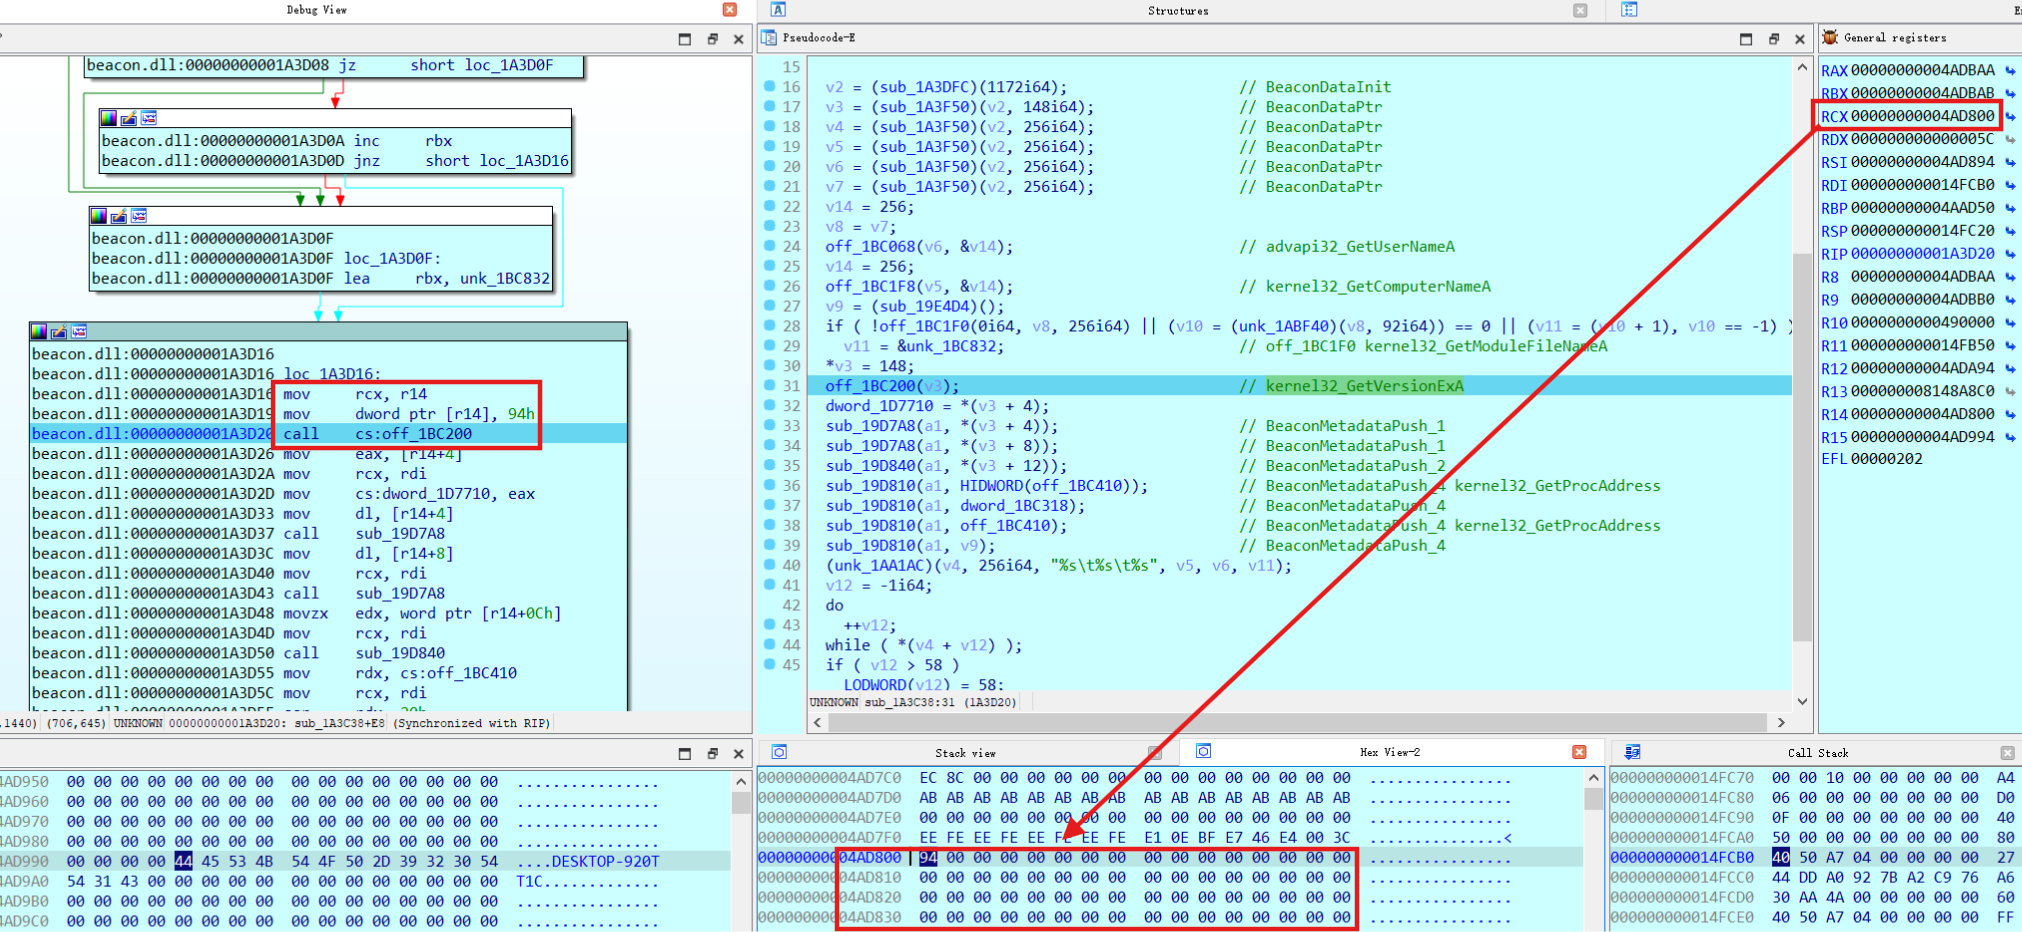 Debug View
Structures
Pseudocode-E
General registers
beacon.dll:00000000001A3D08 jz short loc_1A3D0F
beacon.dll:00000000001A3D0A inc rbx
beacon.dll:00000000001A3D0D jnz short loc_1A3D16
beacon.dll:00000000001A3D0F
beacon.dll:00000000001A3D0F loc_1A3D0F:
beacon.dll:00000000001A3D0F lea rbx, unk_1BC832
beacon.dll:00000000001A3D16
beacon.dll:00000000001A3D16 loc_1A3D16:
beacon.dll:00000000001A3D16 mov rcx, r14
beacon.dll:00000000001A3D19 mov dword ptr [r14], 94h
beacon.dll:00000000001A3D20 call cs:off_1BC200
beacon.dll:00000000001A3D26 mov eax, [r14+4]
beacon.dll:00000000001A3D2A mov rcx, rdi
beacon.dll:00000000001A3D2D mov cs:dword_1D7710, eax
beacon.dll:00000000001A3D33 mov dl, [r14+4]
beacon.dll:00000000001A3D37 call sub_19D7A8
beacon.dll:00000000001A3D3C mov dl, [r14+8]
beacon.dll:00000000001A3D40 mov rcx, rdi
beacon.dll:00000000001A3D43 call sub_19D7A8
beacon.dll:00000000001A3D48 movzx edx, word ptr [r14+0Ch]
beacon.dll:00000000001A3D4D mov rcx, rdi
beacon.dll:00000000001A3D50 call sub_19D840
beacon.dll:00000000001A3D55 mov rdx, cs:off_1BC410
beacon.dll:00000000001A3D5C mov rcx, rdi
,1440) (706,645) UNKNOWN 00000000001A3D20: sub_1A3C38+E8 (Synchronized with RIP)
15
16 v2 = (sub_1A3DFC)(1172i64); // BeaconDataInit
17 v3 = (sub_1A3F50)(v2, 148i64); // BeaconDataPtr
18 v4 = (sub_1A3F50)(v2, 256i64); // BeaconDataPtr
19 v5 = (sub_1A3F50)(v2, 256i64); // BeaconDataPtr
20 v6 = (sub_1A3F50)(v2, 256i64); // BeaconDataPtr
21 v7 = (sub_1A3F50)(v2, 256i64); // BeaconDataPtr
22 v14 = 256;
23 v8 = v7;
24 off_1BC068(v6, &v14); // advapi32_GetUserNameA
25 v14 = 256;
26 off_1BC1F8(v5, &v14); // kernel32_GetComputerNameA
27 v9 = (sub_19E4D4)();
28 if ( !off_1BC1F0(0i64, v8, 256i64) || (v10 = (unk_1ABF40)(v8, 92i64)) == 0 || (v11 = (v10 + 1), v10 == -1) )
29 v11 = &unk_1BC832; // off_1BC1F0 kernel32_GetModuleFileNameA
30 *v3 = 148;
31 off_1BC200(v3); // kernel32_GetVersionExA
32 dword_1D7710 = *(v3 + 4);
33 sub_19D7A8(a1, *(v3 + 4)); // BeaconMetadataPush_1
34 sub_19D7A8(a1, *(v3 + 8)); // BeaconMetadataPush_1
35 sub_19D840(a1, *(v3 + 12)); // BeaconMetadataPush_2
36 sub_19D810(a1, HIDWORD(off_1BC410)); // BeaconMetadataPush_4 kernel32_GetProcAddress
37 sub_19D810(a1, dword_1BC318); // BeaconMetadataPush_4
38 sub_19D810(a1, off_1BC410); // BeaconMetadataPush_4 kernel32_GetProcAddress
39 sub_19D810(a1, v9); // BeaconMetadataPush_4
40 (unk_1AA1AC)(v4, 256i64, "%s\t%s\t%s", v5, v6, v11);
41 v12 = -1i64;
42 do
43 ++v12;
44 while ( *(v4 + v12) );
45 if ( v12 > 58 )
LODWORD(v12) = 58;
UNKNOWN sub_1A3C38:31 (1A3D20)
RAX 00000000004ADBAA
RBX 00000000004ADBAB
RCX 00000000004AD800
RDX 000000000000005C
RSI 00000000004AD894
RDI 000000000014FCB0
RBP 00000000004AAD50
RSP 000000000014FC20
RIP 00000000001A3D20
R8 00000000004ADBAA
R9 00000000004ADBB0
R10 0000000000490000
R11 000000000014FB50
R12 00000000004ADA94
R13 000000008148A8C0
R14 00000000004AD800
R15 00000000004AD994
EFL 00000202
4AD950 00 00 00 00 00 00 00 00 00 00 00 00 00 00 00 00 ................
4AD960 00 00 00 00 00 00 00 00 00 00 00 00 00 00 00 00 ................
4AD970 00 00 00 00 00 00 00 00 00 00 00 00 00 00 00 00 ................
4AD980 00 00 00 00 00 00 00 00 00 00 00 00 00 00 00 00 ................
4AD990 00 00 00 00 44 45 53 4B 54 4F 50 2D 39 32 30 54 ....DESKTOP-920T
4AD9A0 54 31 43 00 00 00 00 00 00 00 00 00 00 00 00 00 T1C.............
4AD9B0 00 00 00 00 00 00 00 00 00 00 00 00 00 00 00 00 ................
4AD9C0 00 00 00 00 00 00 00 00 00 00 00 00 00 00 00 00 ................
Stack view
Hex View-2
00000000004AD7C0 EC 8C 00 00 00 00 00 00 00 00 00 00 00 00 00 00 ................
00000000004AD7D0 AB AB AB AB AB AB AB AB AB AB AB AB AB AB AB AB ................
00000000004AD7E0 00 00 00 00 00 00 00 00 00 00 00 00 00 00 00 00 ................
00000000004AD7F0 EE FE EE FE EE FE EE FE E1 0E BF E7 46 E4 00 3C ...............<
00000000004AD800 94 00 00 00 00 00 00 00 00 00 00 00 00 00 00 00 ................
00000000004AD810 00 00 00 00 00 00 00 00 00 00 00 00 00 00 00 00 ................
00000000004AD820 00 00 00 00 00 00 00 00 00 00 00 00 00 00 00 00 ................
00000000004AD830 00 00 00 00 00 00 00 00 00 00 00 00 00 00 00 00 ................
Call Stack
000000000014FC70 00 00 10 00 00 00 00 00 A4
000000000014FC80 06 00 00 00 00 00 00 00 D0
000000000014FC90 0F 00 00 00 00 00 00 00 40
000000000014FCA0 50 00 00 00 00 00 00 00 80
000000000014FCB0 40 50 A7 04 00 00 00 00 27
000000000014FCC0 44 DD A0 92 7B A2 C9 76 A6
000000000014FCD0 30 AA 4A 00 00 00 00 00 60
000000000014FCE0 40 50 A7 04 00 00 00 00 FF